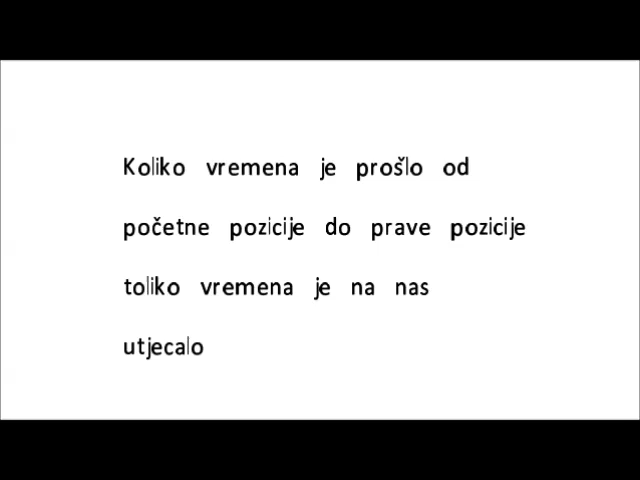 Koliko vremena je prošlo od
početne pozicije do prave pozicije
toliko vremena je na nas
utjecalo